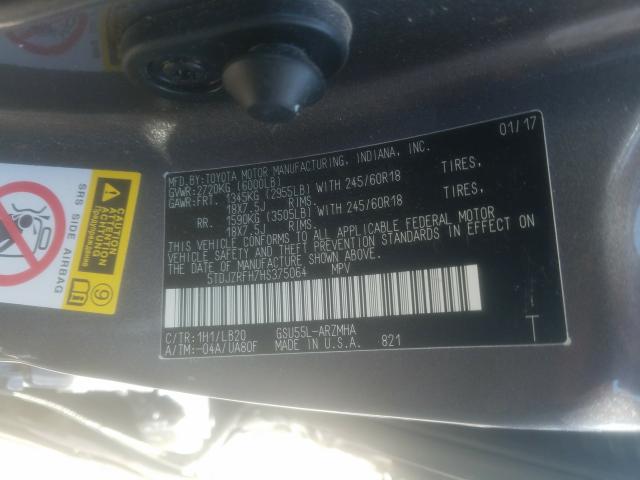 01/17
MFD.BY:TOYOTA MOTOR MANUFACTURING, INDIANA, INC.
GVWR:2720KG (6000LB)
GAWR:FRT. 1345KG (2955LB) WITH 245/60R18 TIRES,
18X7.5J RIMS.
RR. 1590KG (3505LB) WITH 245/60R18 TIRES,
18X7.5J RIMS.
THIS VEHICLE CONFORMS TO ALL APPLICABLE FEDERAL MOTOR
VEHICLE SAFETY AND THEFT PREVENTION STANDARDS IN EFFECT ON
THE DATE OF MANUFACTURE SHOWN ABOVE.
5TDJZRFH7HS375064 MPV
C/TR:1H1/LB20 GSU55L-ARZMHA
A/TM:-04A/UA80F MADE IN U.S.A. 821
T
CAUTION
ATTENTION
ACHTUNG
SRS SIDE AIRBAG
9